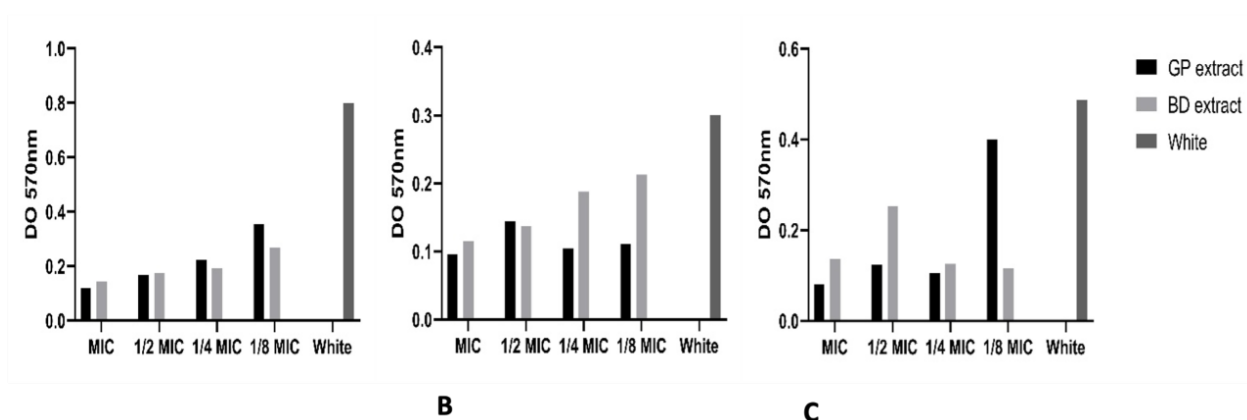 1.0
0.8
0.6
0.4
0.2
0.0
DO 570nm
MIC 1/2 MIC 1/4 MIC 1/8 MIC White
0.4
0.3
0.2
0.1
0.0
DO 570nm
MIC 1/2 MIC 1/4 MIC 1/8 MIC White
B
0.6
0.4
0.2
0.0
DO 570nm
MIC 1/2 MIC 1/4 MIC 1/8 MIC White
C
GP extract
BD extract
White